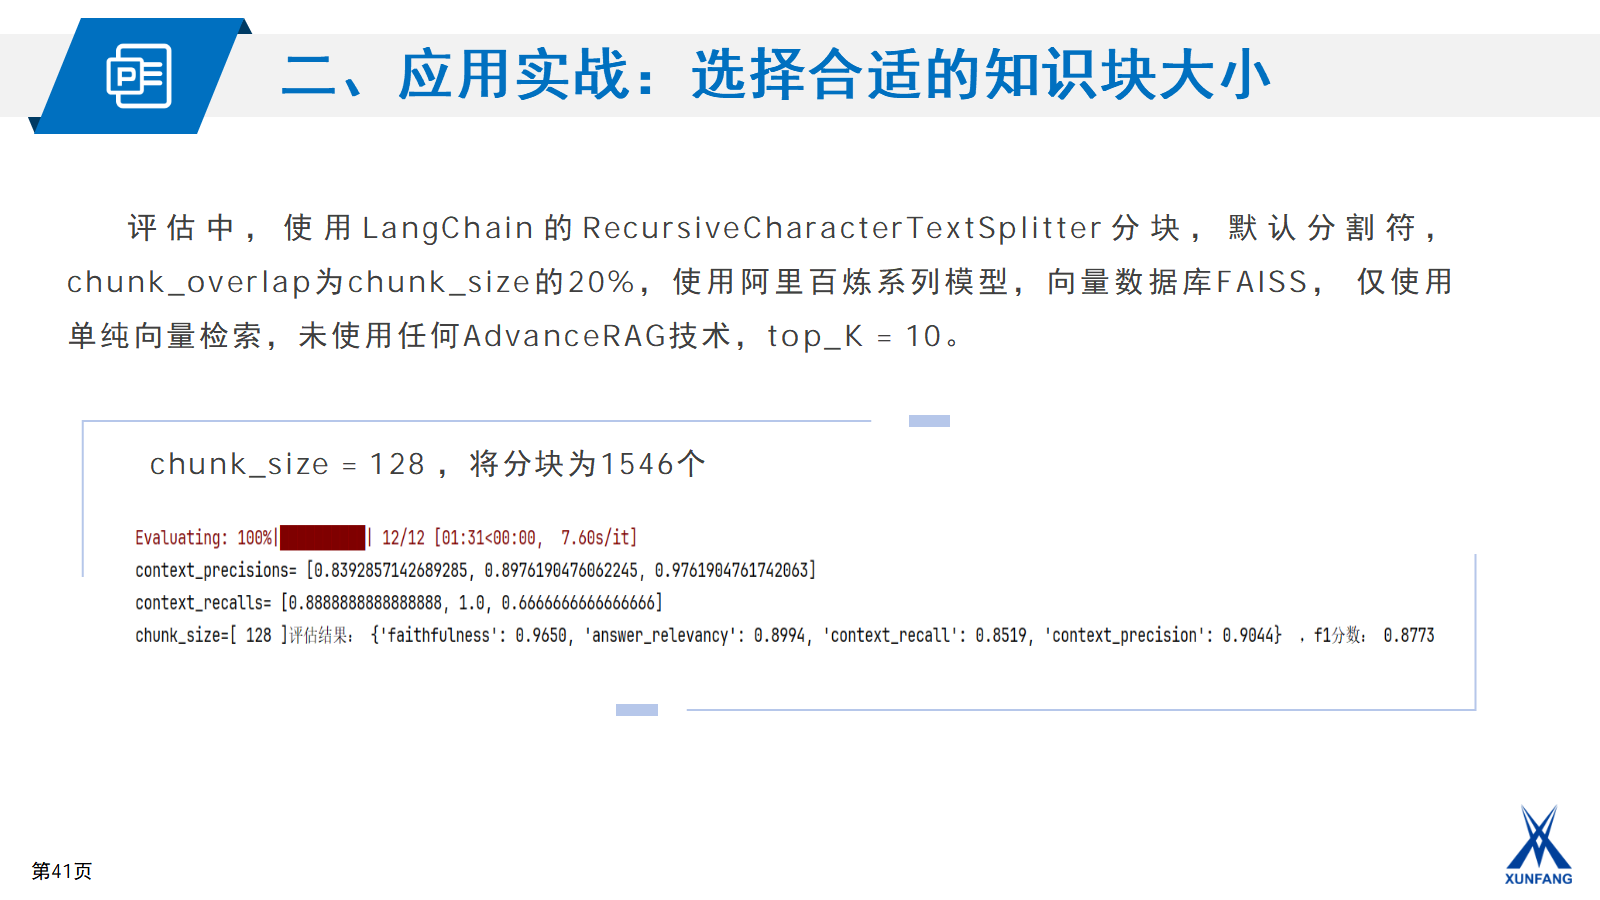 二、应用实战：选择合适的知识块大小
评估中，使用LangChain的RecursiveCharacterTextSplitter分块，默认分割符，
chunk_overlap为chunk_size的20%，使用阿里百炼系列模型，向量数据库FAISS， 仅使用
单纯向量检索，未使用任何AdvanceRAG技术，top_K = 10。
chunk_size = 128 ，将分块为1546个
Evaluating: 100%|██████████| 12/12 [01:31<00:00,  7.60s/it]
context_precisions= [0.8392857142689285, 0.8976190476062245, 0.9761904761742063]
context_recalls= [0.8888888888888888, 1.0, 0.6666666666666666]
chunk_size=[ 128 ]评估结果： {'faithfulness': 0.9650, 'answer_relevancy': 0.8994, 'context_recall': 0.8519, 'context_precision': 0.9044} ，f1分数： 0.8773
第41页
XUNFANG